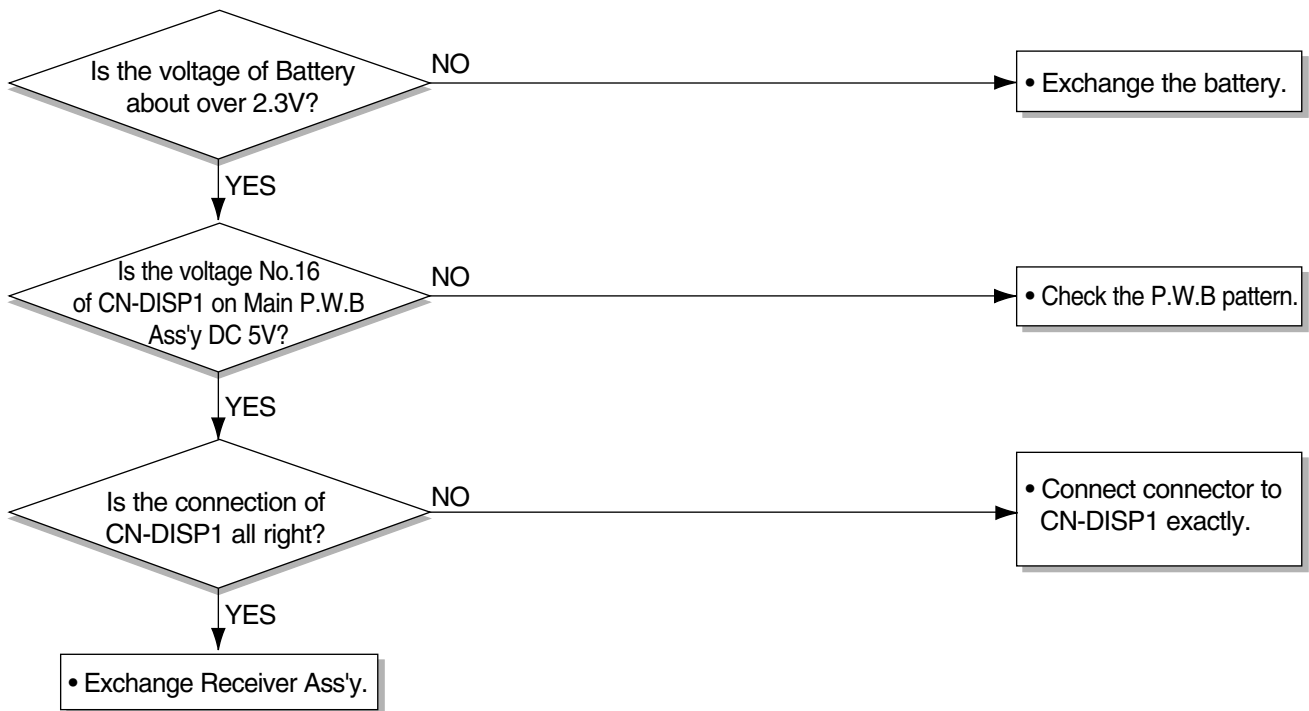 Is the voltage of Battery
about over 2.3V?
NO
• Exchange the battery.
YES
Is the voltage No.16
of CN-DISP1 on Main P.W.B
Ass'y DC 5V?
NO
• Check the P.W.B pattern.
YES
Is the connection of
CN-DISP1 all right?
NO
• Connect connector to
CN-DISP1 exactly.
YES
• Exchange Receiver Ass'y.